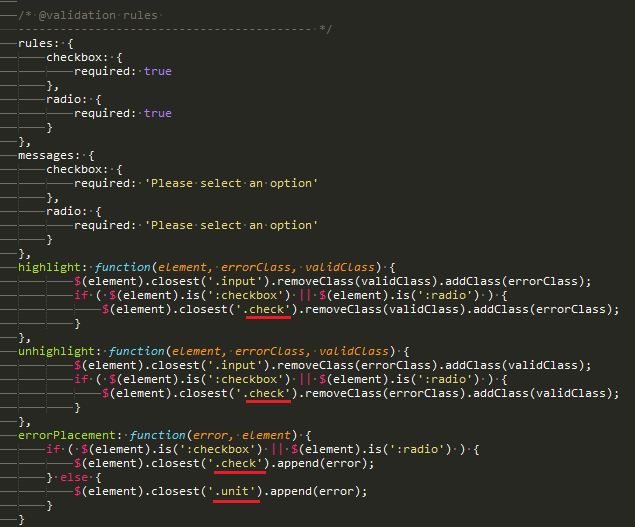 /* @validation rules
------------------------------------------ */
rules: {
checkbox: {
required: true
},
radio: {
required: true
}
},
messages: {
checkbox: {
required: 'Please select an option'
},
radio: {
required: 'Please select an option'
}
},
highlight: function(element, errorClass, validClass) {
$(element).closest('.input').removeClass(validClass).addClass(errorClass);
if ( $(element).is(':checkbox') || $(element).is(':radio') ) {
$(element).closest('.check').removeClass(validClass).addClass(errorClass);
}
},
unhighlight: function(element, errorClass, validClass) {
$(element).closest('.input').removeClass(errorClass).addClass(validClass);
if ( $(element).is(':checkbox') || $(element).is(':radio') ) {
$(element).closest('.check').removeClass(errorClass).addClass(validClass);
}
},
errorPlacement: function(error, element) {
if ( $(element).is(':checkbox') || $(element).is(':radio') ) {
$(element).closest('.check').append(error);
} else {
$(element).closest('.unit').append(error);
}
}